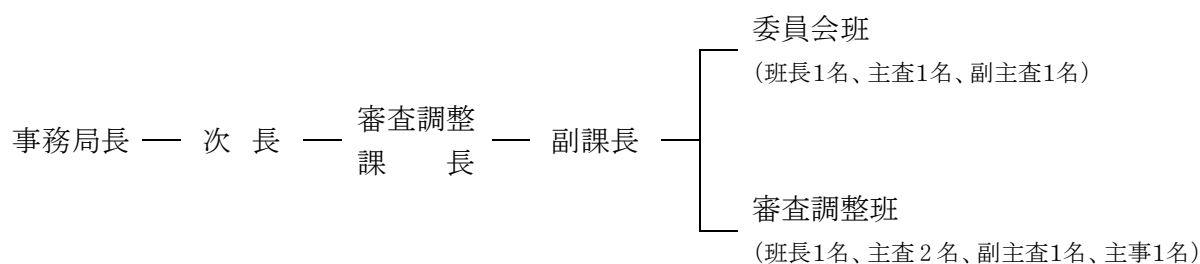 委員会班
(班長1名、主査1名、副主査1名)
事務局長 ― 次 長 ― 審査調整課 長 ― 副課長
審査調整班
(班長1名、主査2名、副主査1名、主事1名)